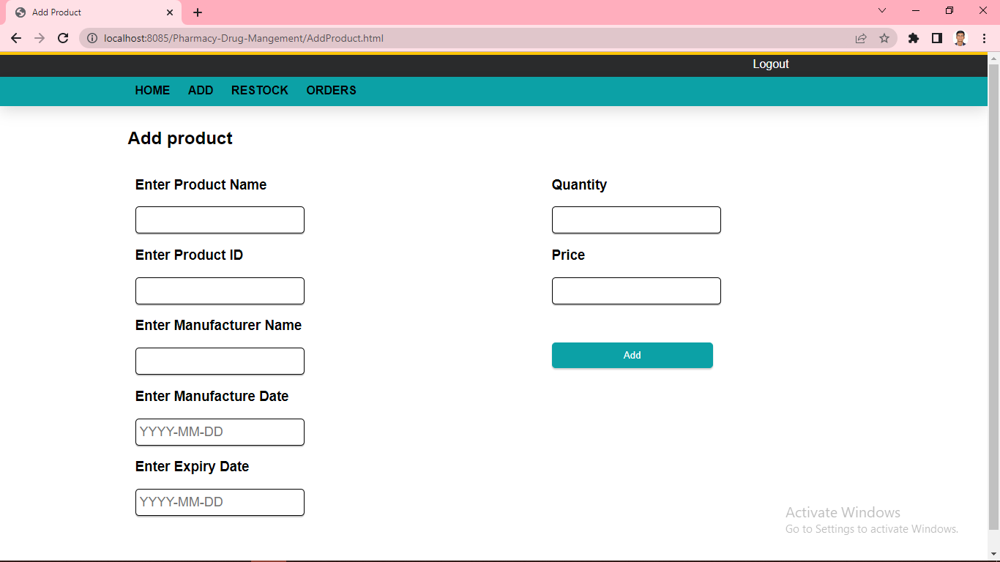 Add Product
localhost:8085/Pharmacy-Drug-Mangement/AddProduct.html
Logout
HOME ADD RESTOCK ORDERS
Add product
Enter Product Name
Quantity
Enter Product ID
Price
Enter Manufacturer Name
Add
Enter Manufacture Date
YYYY-MM-DD
Enter Expiry Date
YYYY-MM-DD
Activate Windows
Go to Settings to activate Windows.